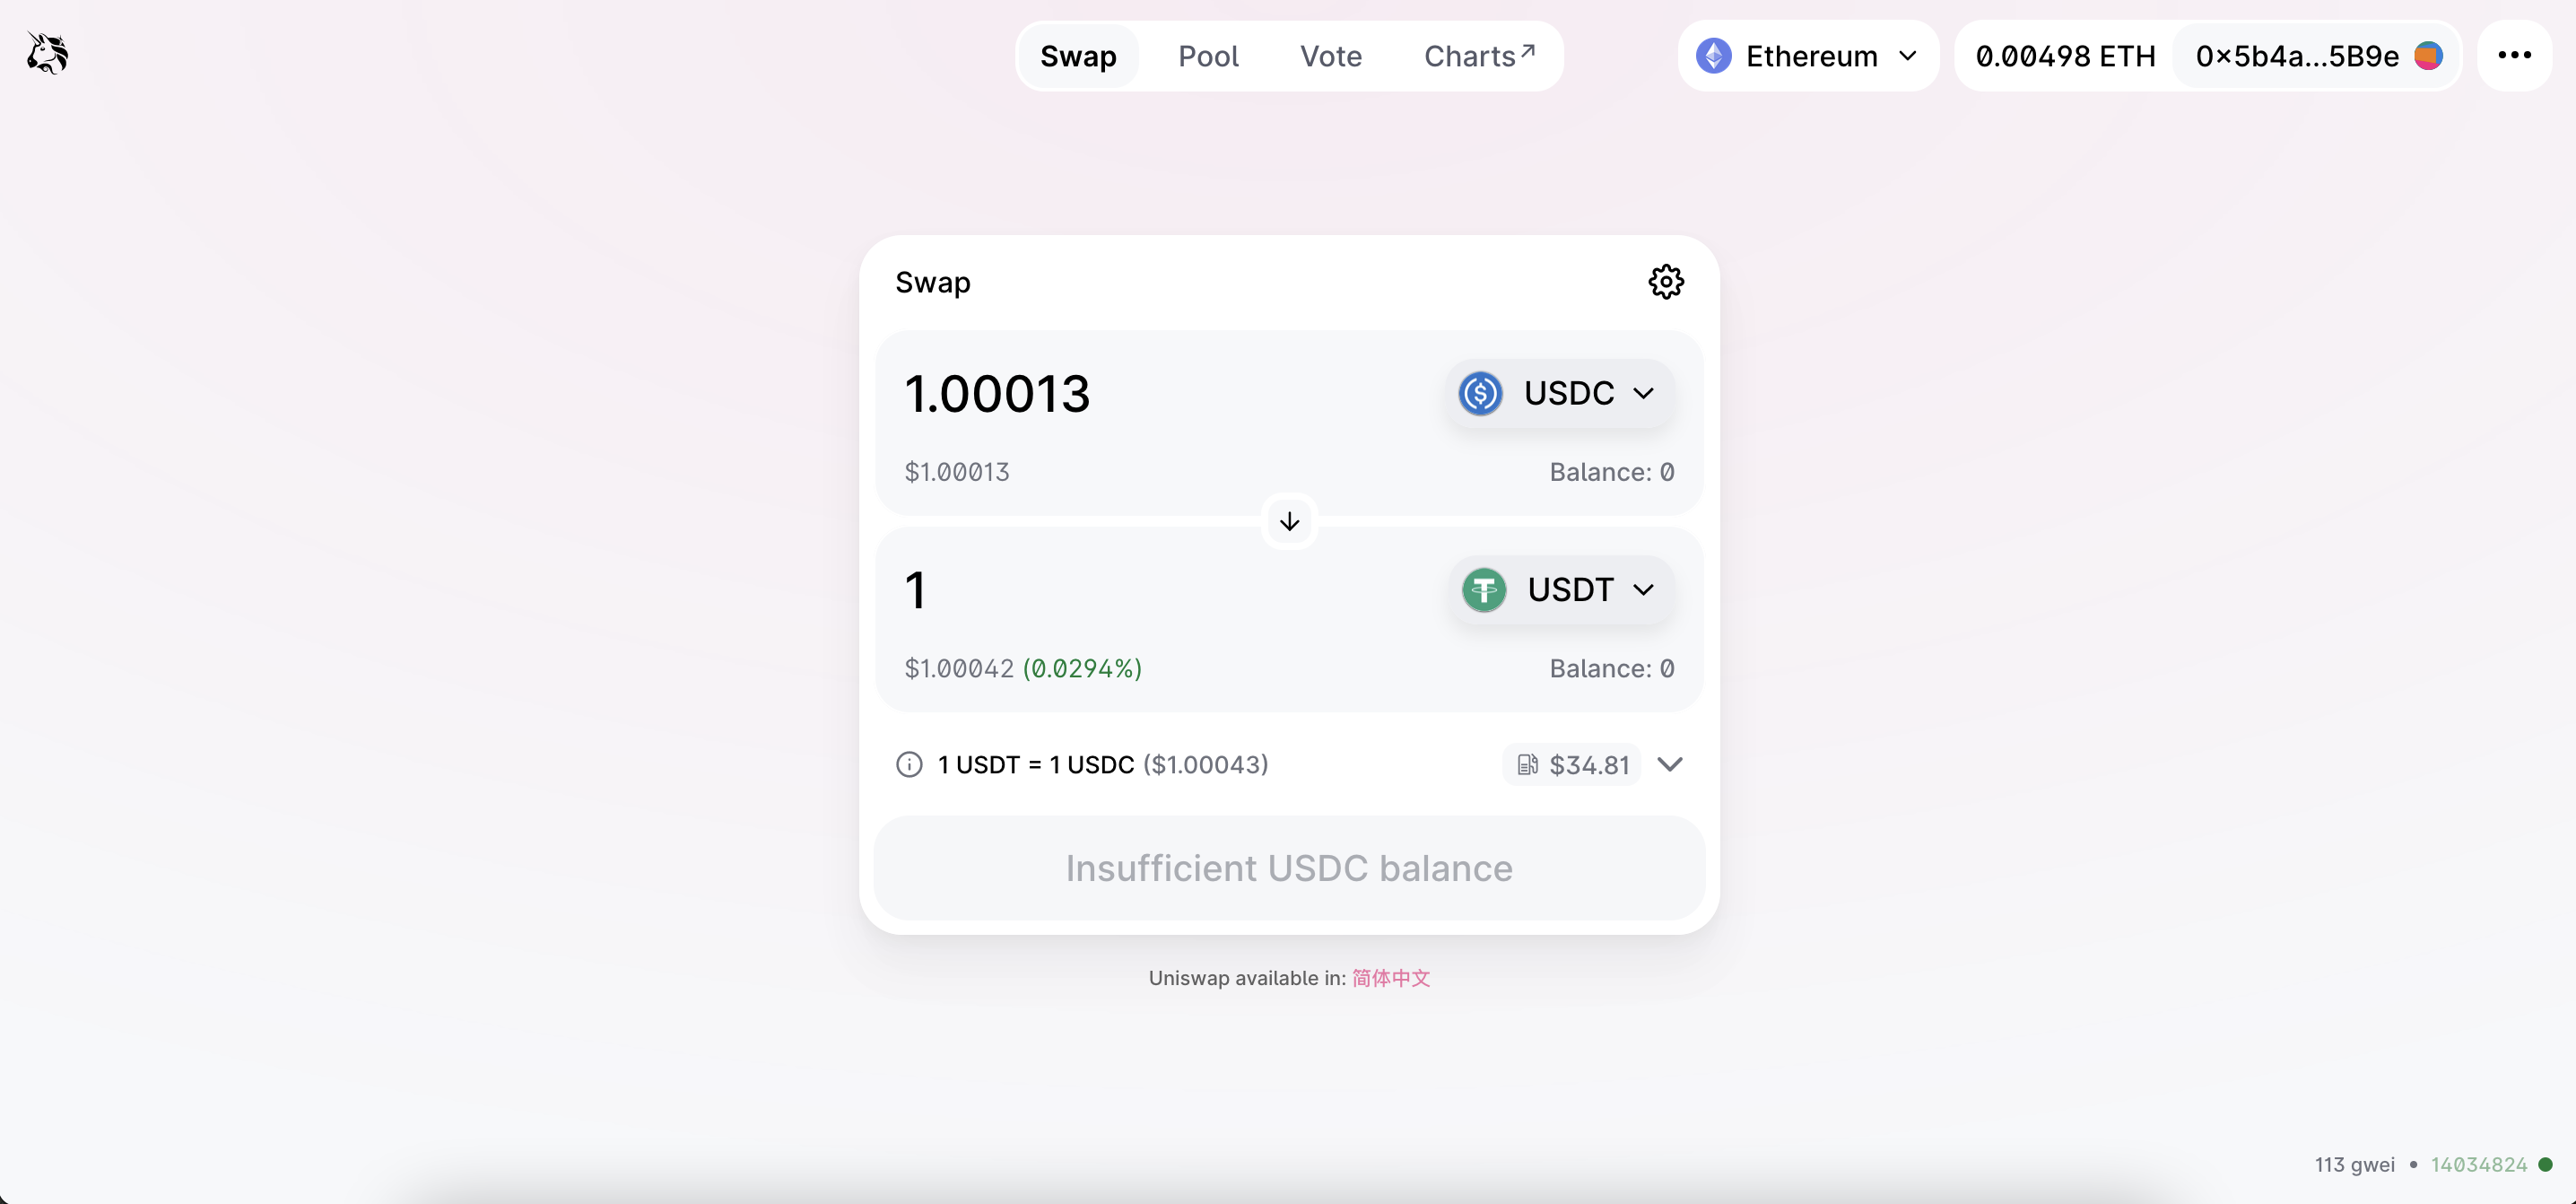 Swap Pool Vote Charts↗ Ethereum 0.00498 ETH 0x5b4a...5B9e
Swap
1.00013 USDC
$1.00013 Balance: 0
1 USDT
$1.00042 (0.0294%) Balance: 0
1 USDT = 1 USDC ($1.00043) $34.81
Insufficient USDC balance
Uniswap available in: 简体中文
113 gwei • 14034824